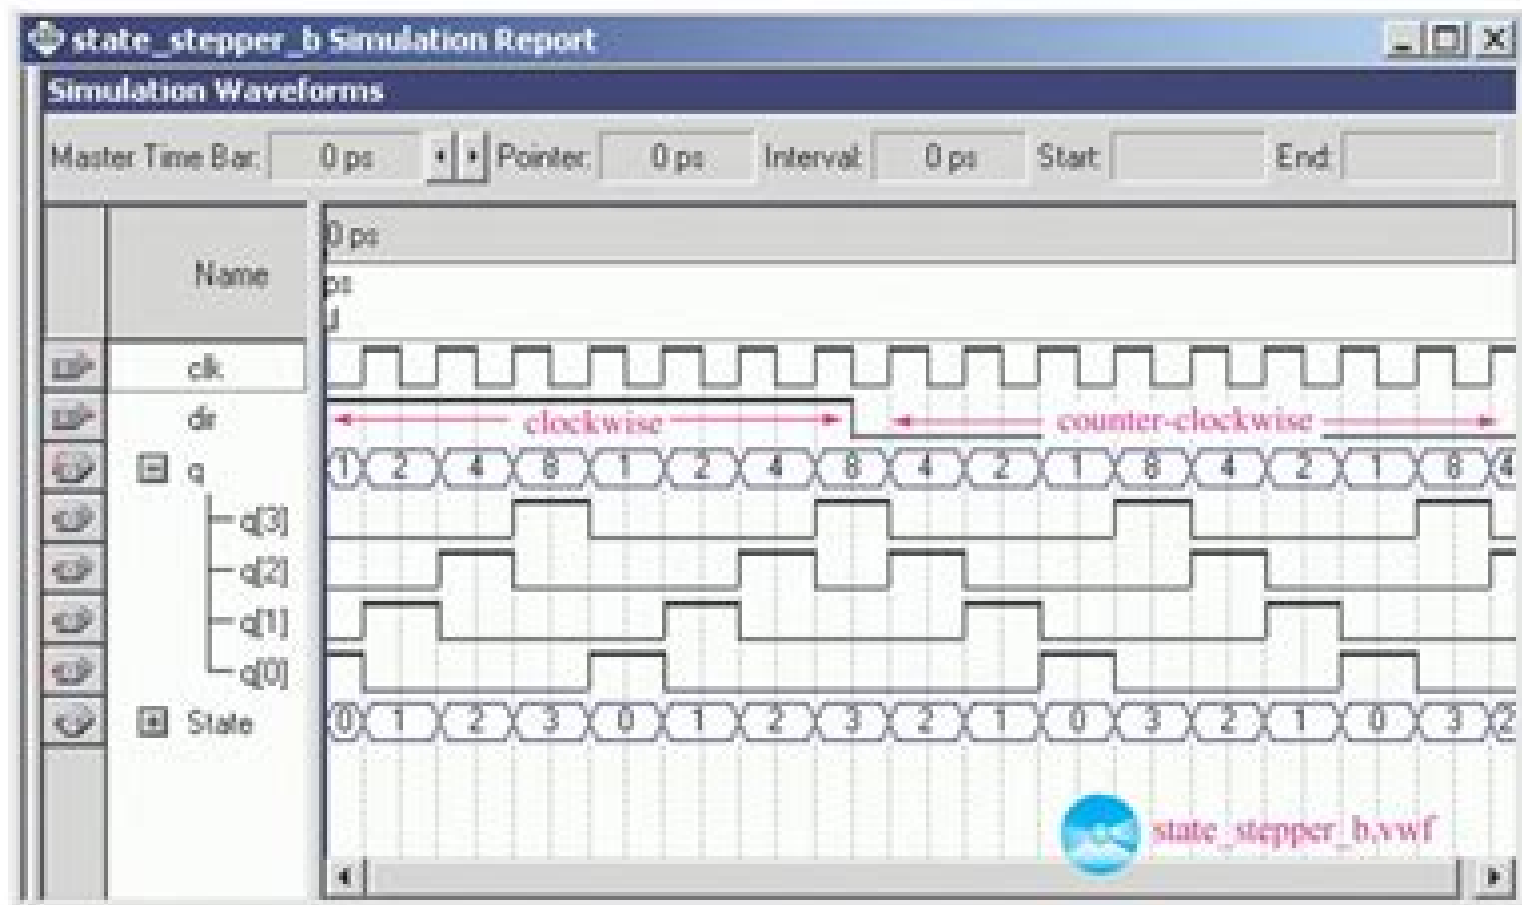 state_stepper_b Simulation Report
Simulation Waveforms
Master Time Bar: 0 ps Pointer: 0 ps Interval: 0 ps Start: End:
0 ps
Name
ps
clk
dir
clockwise counter-clockwise
q 1 2 4 8 1 2 4 8 4 2 1 8 4 2 1 8 4
q[3]
q[2]
q[1]
q[0]
State 0 1 2 3 0 1 2 3 2 1 0 3 2 1 0 3 2
state_stepper_b.vwf